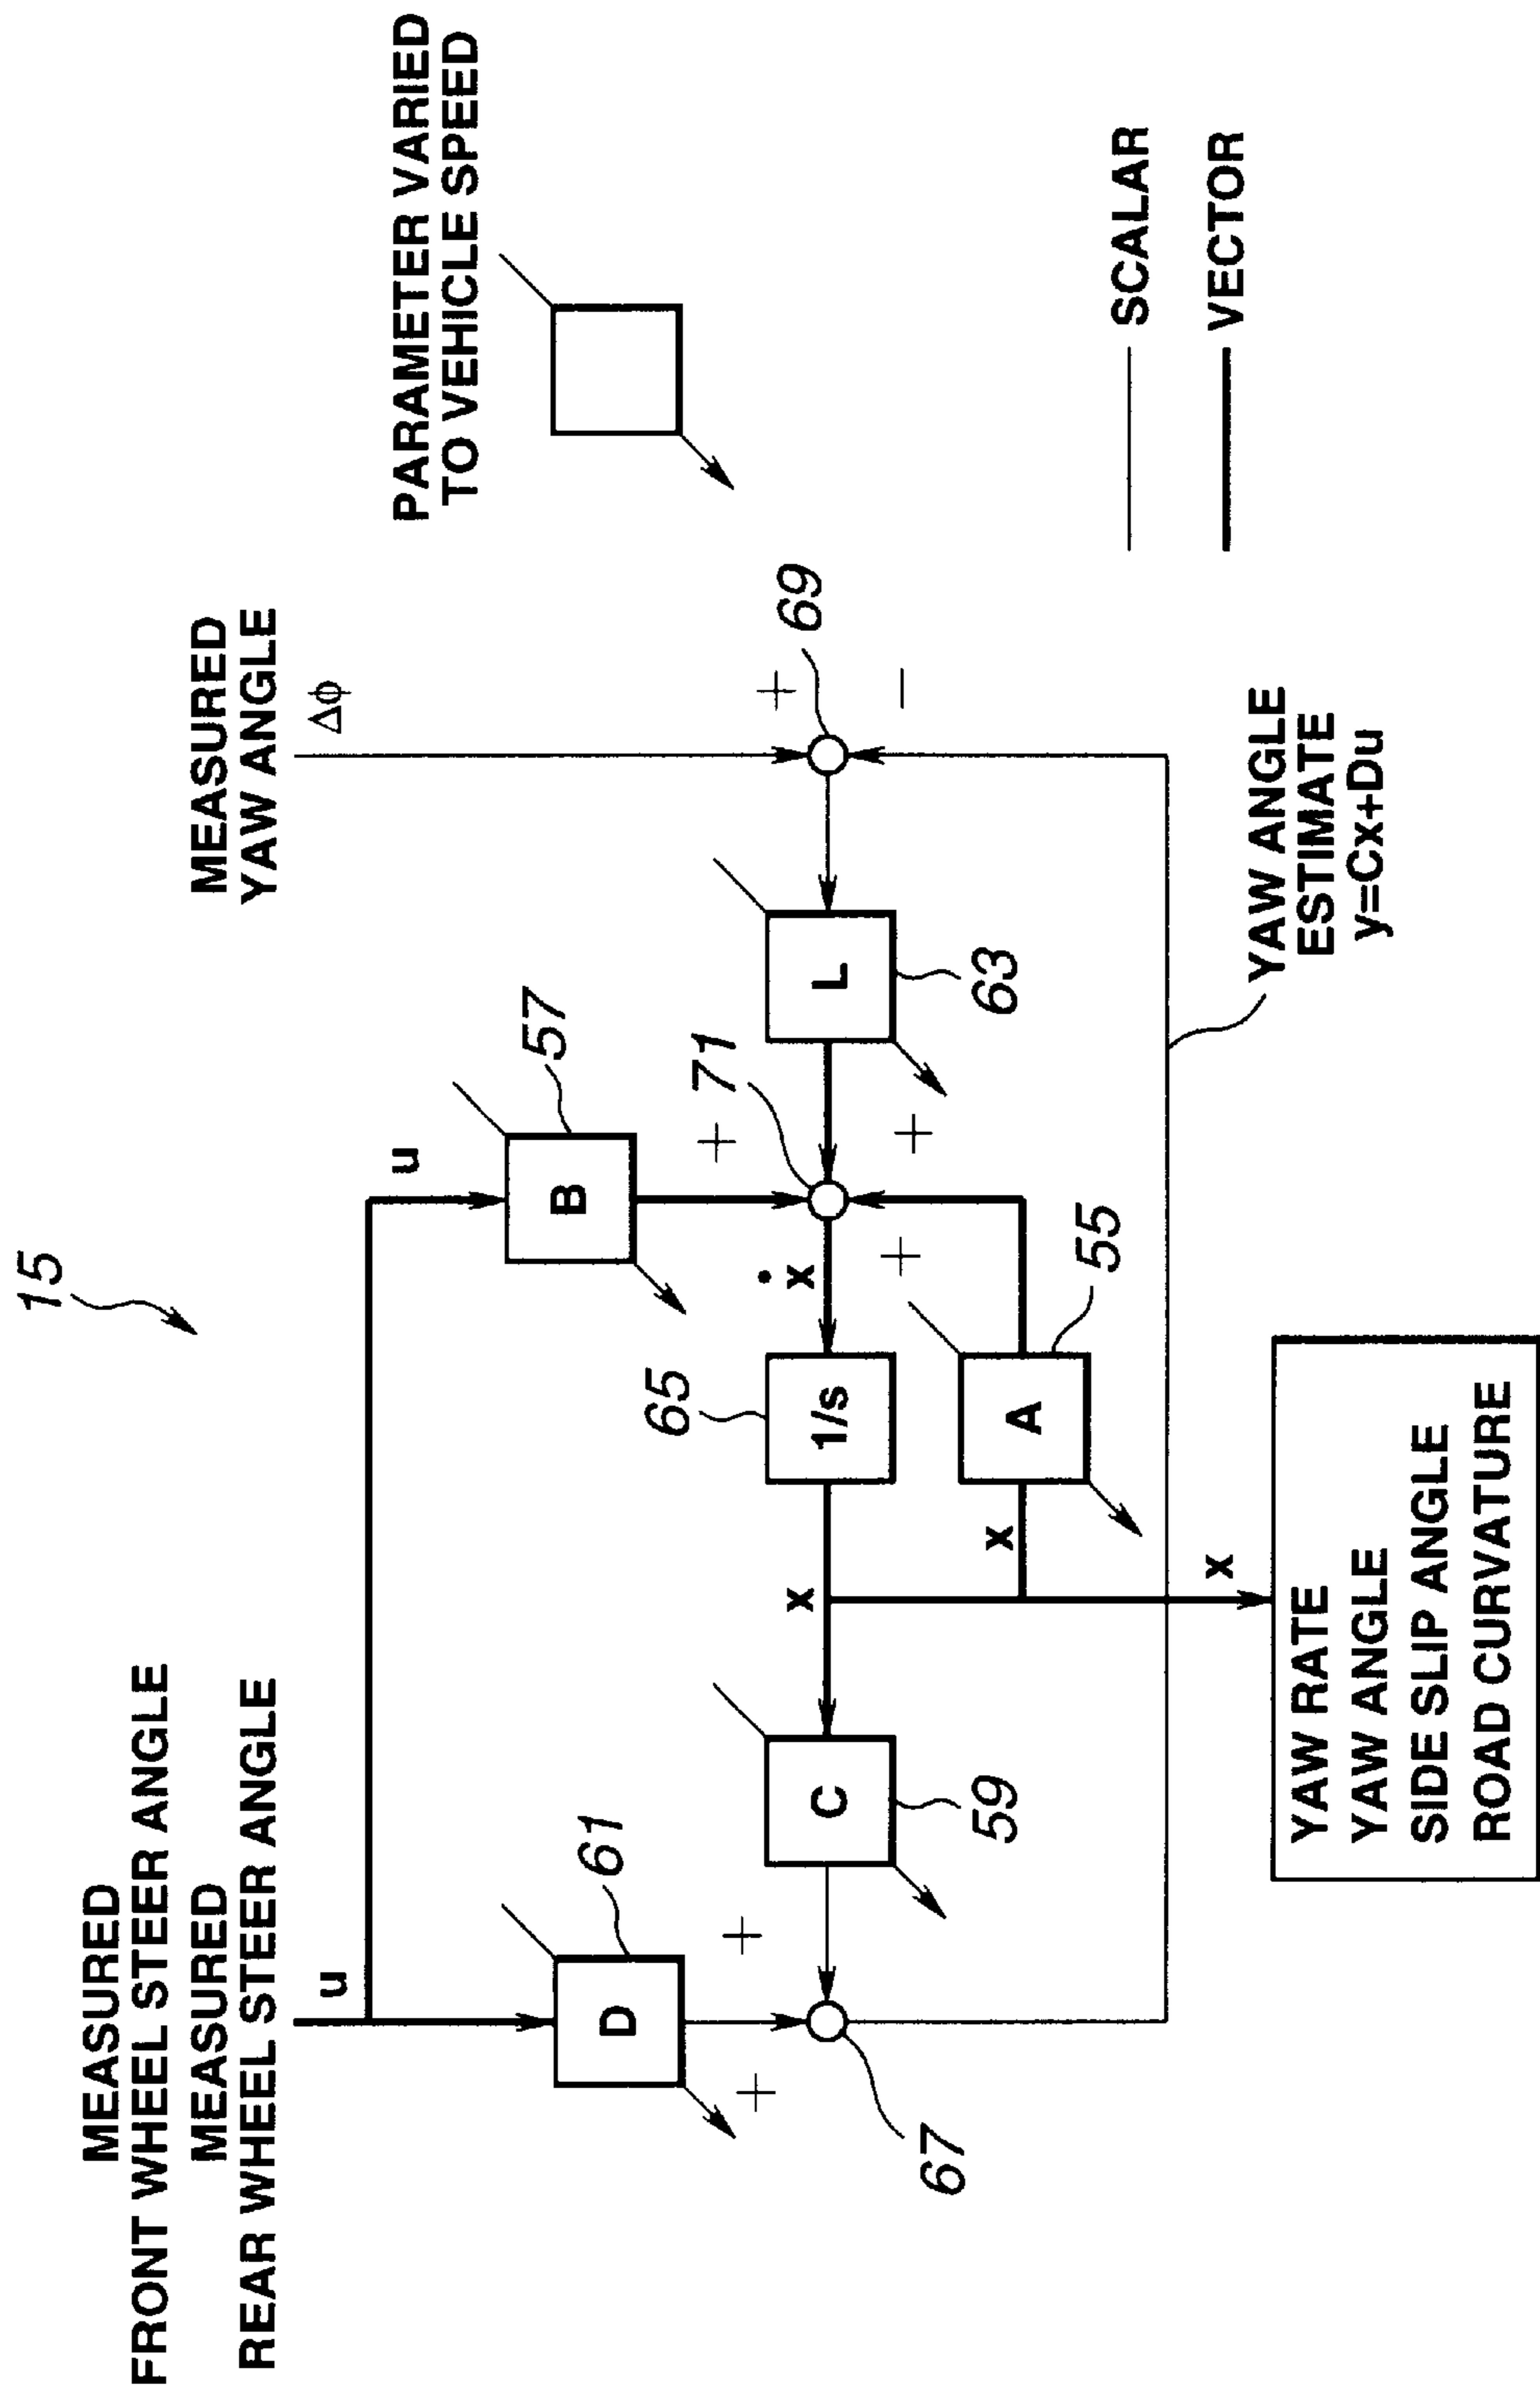 15
MEASURED
FRONT WHEEL STEER ANGLE
MEASURED
REAR WHEEL STEER ANGLE
u
u
MEASURED
YAW ANGLE
Δϕ
PARAMETER VARIED
TO VEHICLE SPEED
D
61
B
57
+
+
+
+
69
67
C
59
x
1/s
65
ẋ
71
L
63
+
+
−
x
A
55
SCALAR
VECTOR
x
YAW ANGLE
ESTIMATE
y=Cx+Du
YAW RATE
YAW ANGLE
SIDE SLIP ANGLE
ROAD CURVATURE